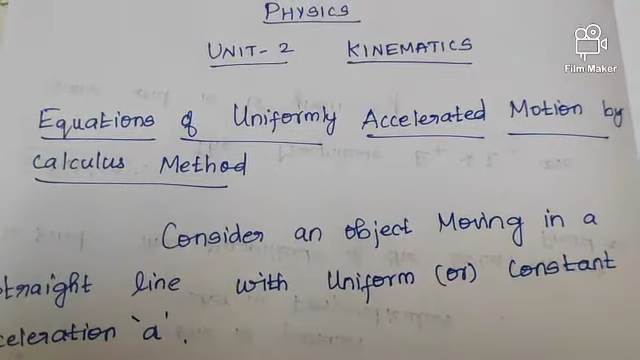 PHYSICS
UNIT-2 KINEMATICS
Film Maker
Equations of Uniformly Accelerated Motion by
Calculus Method
Consider an object Moving in a
traight line with Uniform (or) Constant
celeration 'a'.